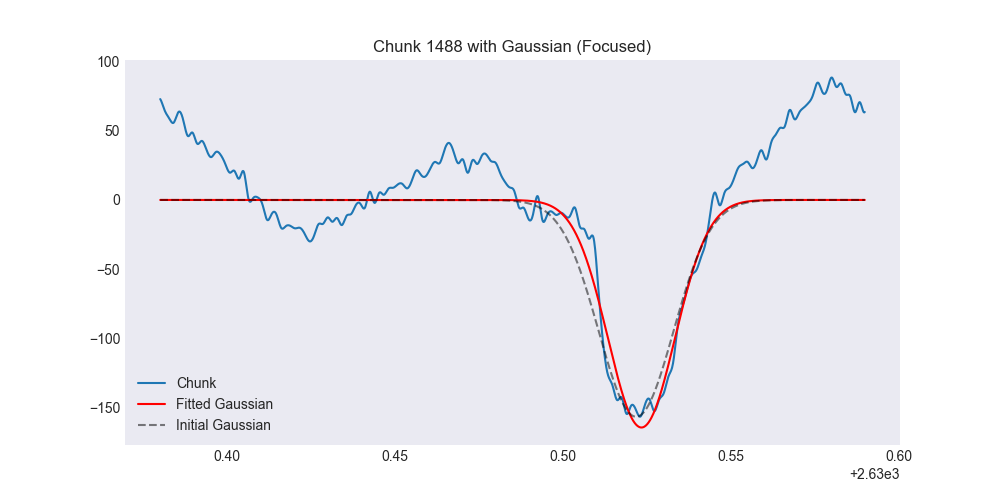 Chunk 1488 with Gaussian (Focused)
100
50
0
−50
−100
−150
Chunk
Fitted Gaussian
Initial Gaussian
0.40 0.45 0.50 0.55 0.60
+2.63e3